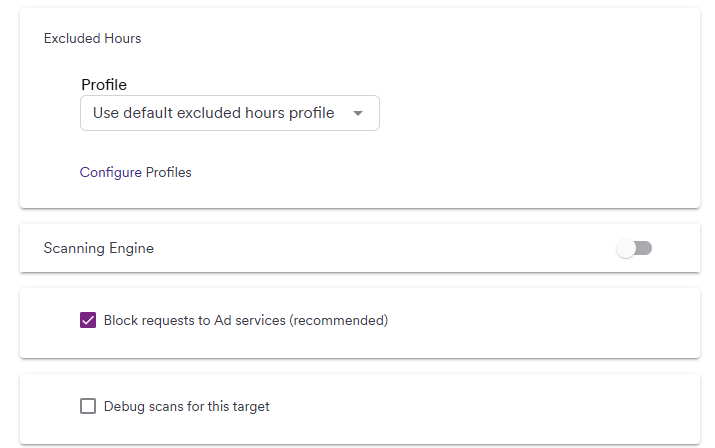 Excluded Hours
Profile
Use default excluded hours profile
Configure Profiles
Scanning Engine
Block requests to Ad services (recommended)
Debug scans for this target